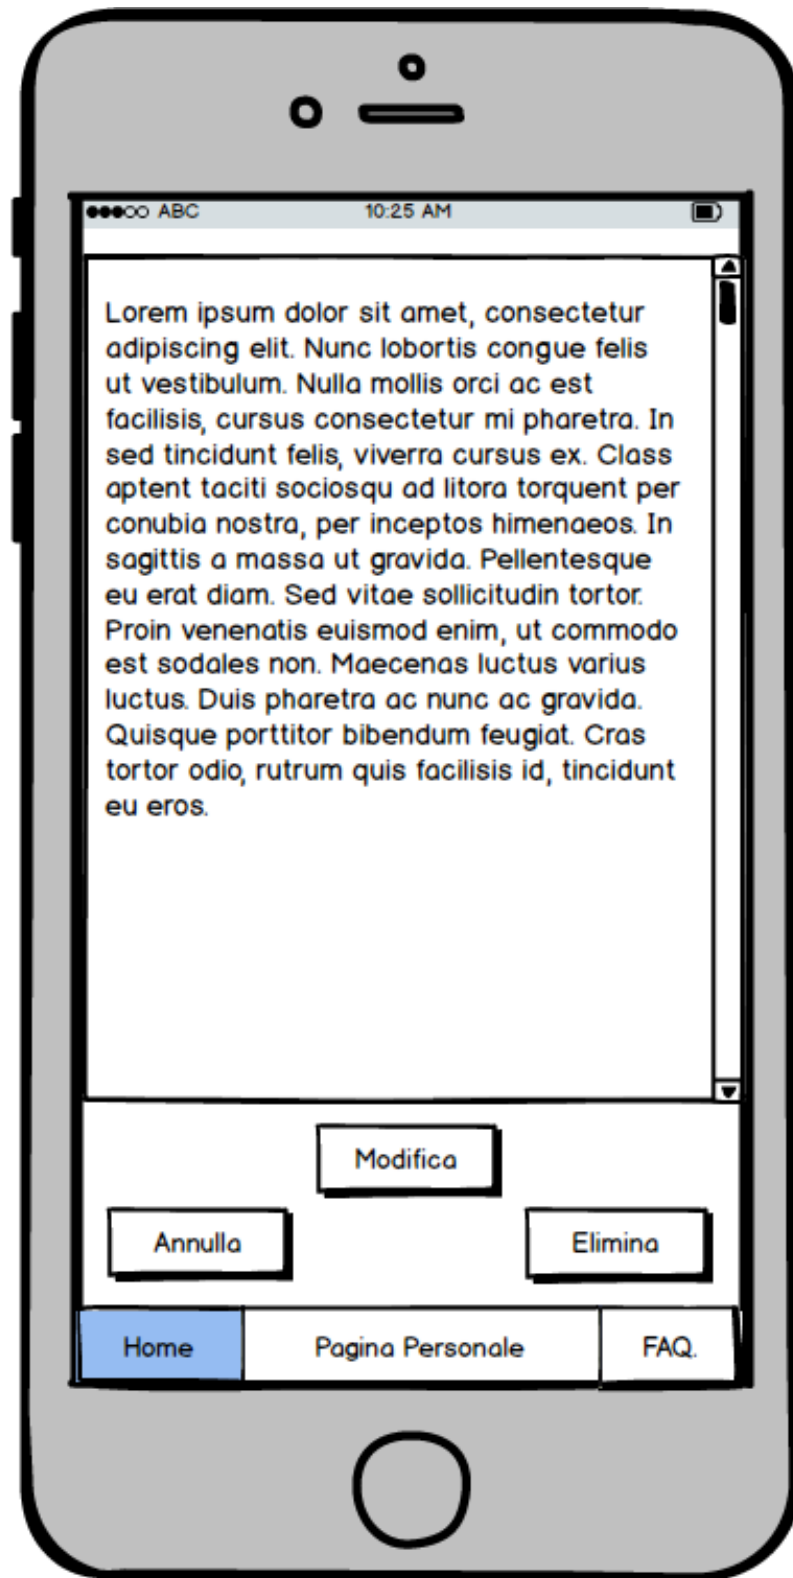 ABC 10:25 AM
Lorem ipsum dolor sit amet, consectetur
adipiscing elit. Nunc lobortis congue felis
ut vestibulum. Nulla mollis orci ac est
facilisis, cursus consectetur mi pharetra. In
sed tincidunt felis, viverra cursus ex. Class
aptent taciti sociosqu ad litora torquent per
conubia nostra, per inceptos himenaeos. In
sagittis a massa ut gravida. Pellentesque
eu erat diam. Sed vitae sollicitudin tortor.
Proin venenatis euismod enim, ut commodo
est sodales non. Maecenas luctus varius
luctus. Duis pharetra ac nunc ac gravida.
Quisque porttitor bibendum feugiat. Cras
tortor odio, rutrum quis facilisis id, tincidunt
eu eros.
Modifica
Annulla Elimina
Home Pagina Personale FAQ.